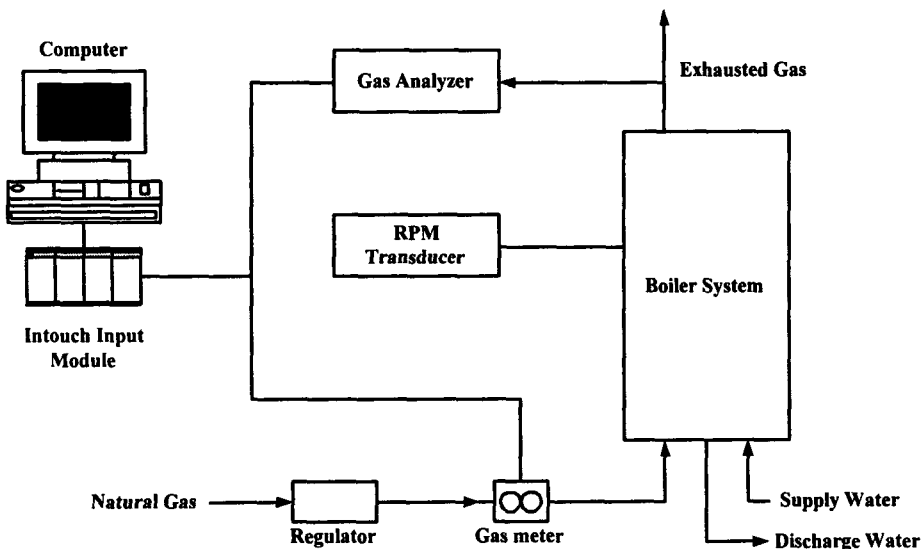 Computer
Gas Analyzer
Exhausted Gas
RPM
Transducer
Boiler System
Intouch Input
Module
Natural Gas
Regulator
Gas meter
Supply Water
Discharge Water